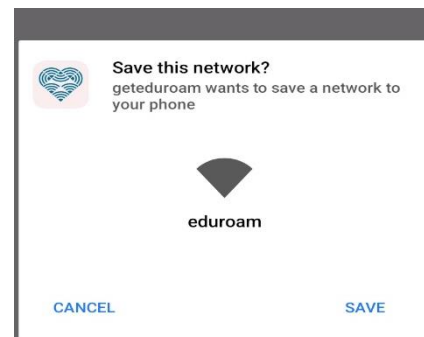 Save this network?
geteduroam wants to save a network to
your phone
eduroam
CANCEL
SAVE